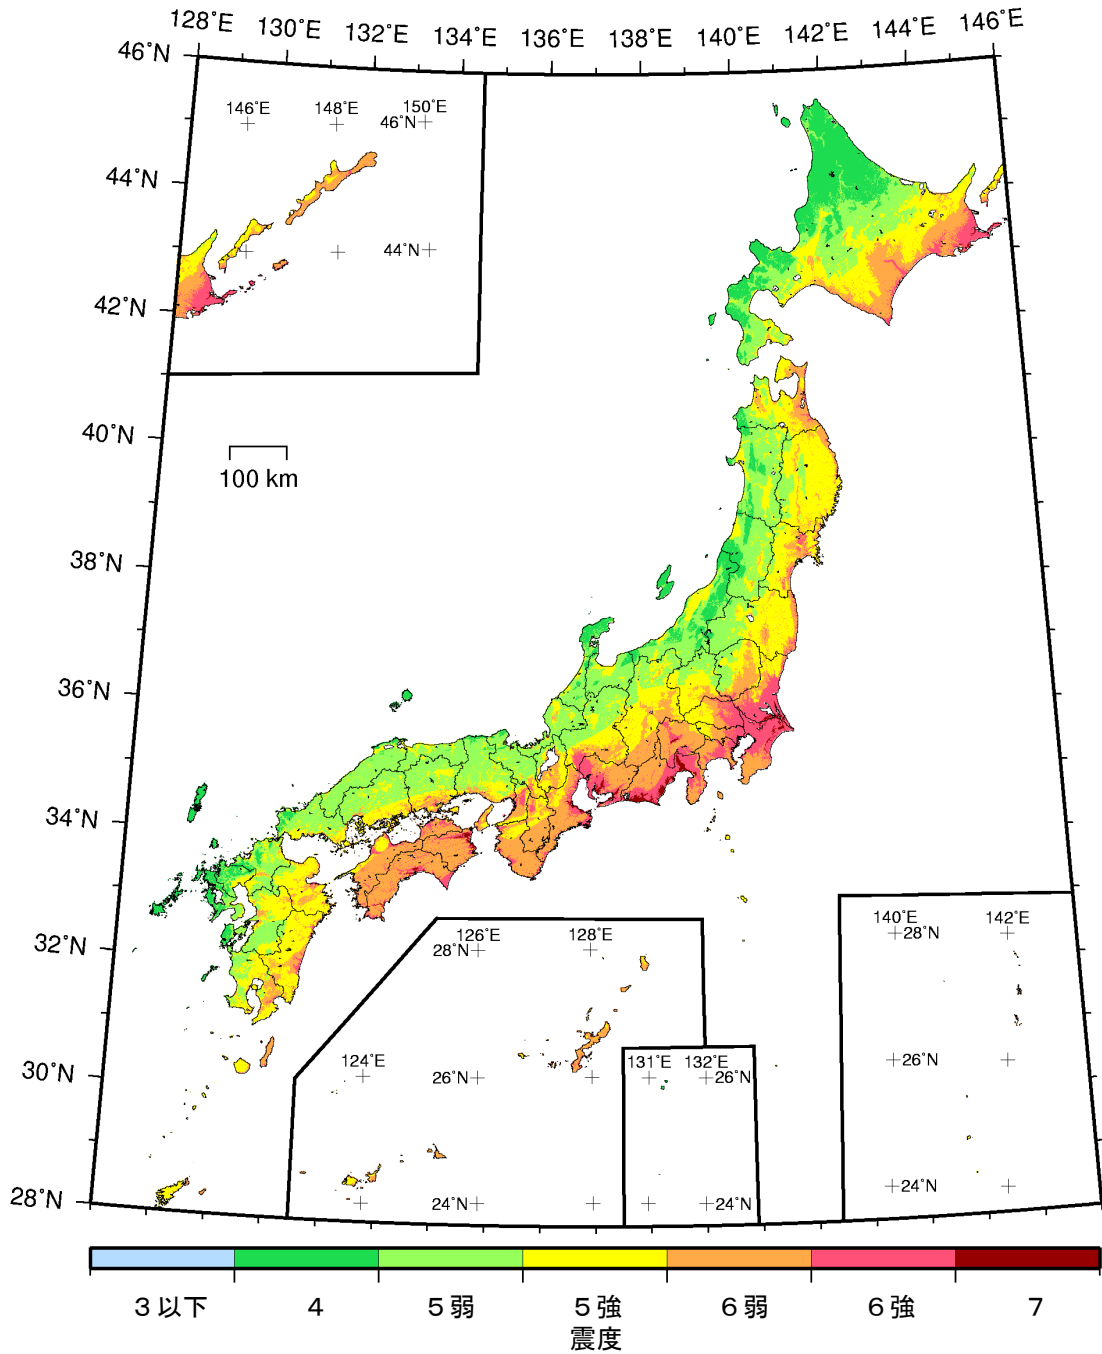 128°E 130°E 132°E 134°E 136°E 138°E 140°E 142°E 144°E 146°E
46°N
146°E 148°E 150°E
46°N
44°N
44°N
42°N
40°N
100 km
38°N
36°N
34°N
32°N
126°E 128°E
28°N
140°E 142°E
28°N
30°N
124°E
26°N
131°E 132°E
26°N
26°N
28°N
24°N
24°N
24°N
3以下 4 5弱 5強 6弱 6強 7
震度